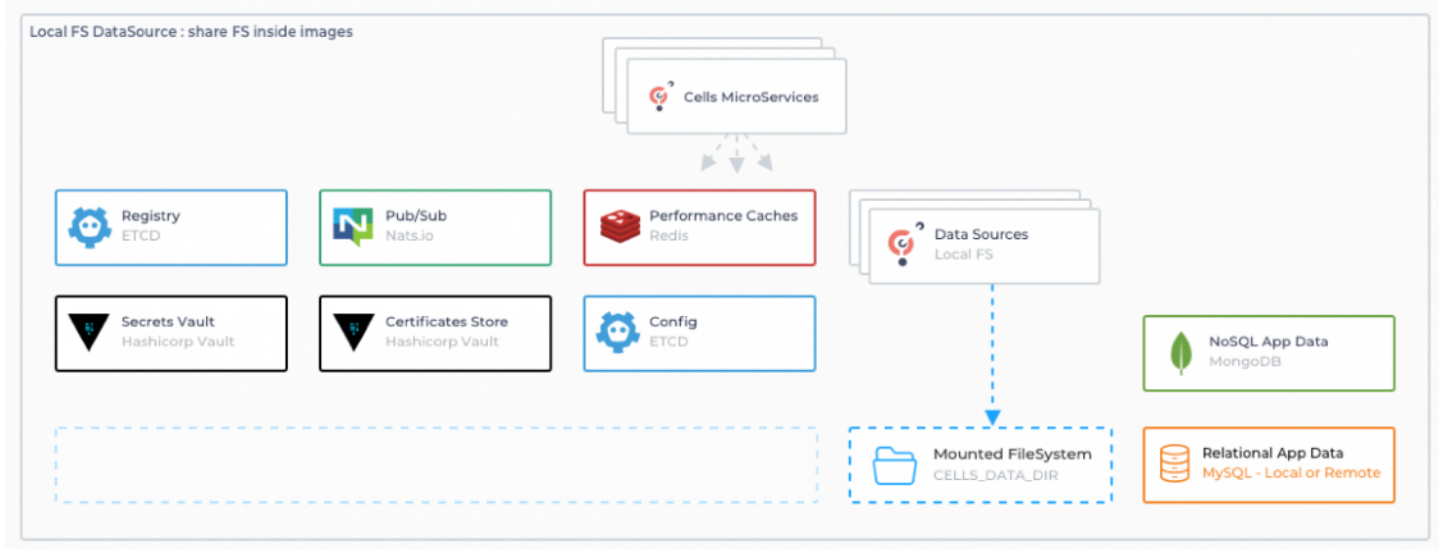 Local FS DataSource : share FS inside images
Cells MicroServices
Registry
ETCD
Pub/Sub
Nats.io
Performance Caches
Redis
Data Sources
Local FS
Secrets Vault
Hashicorp Vault
Certificates Store
Hashicorp Vault
Config
ETCD
NoSQL App Data
MongoDB
Mounted FileSystem
CELLS_DATA_DIR
Relational App Data
MySQL - Local or Remote